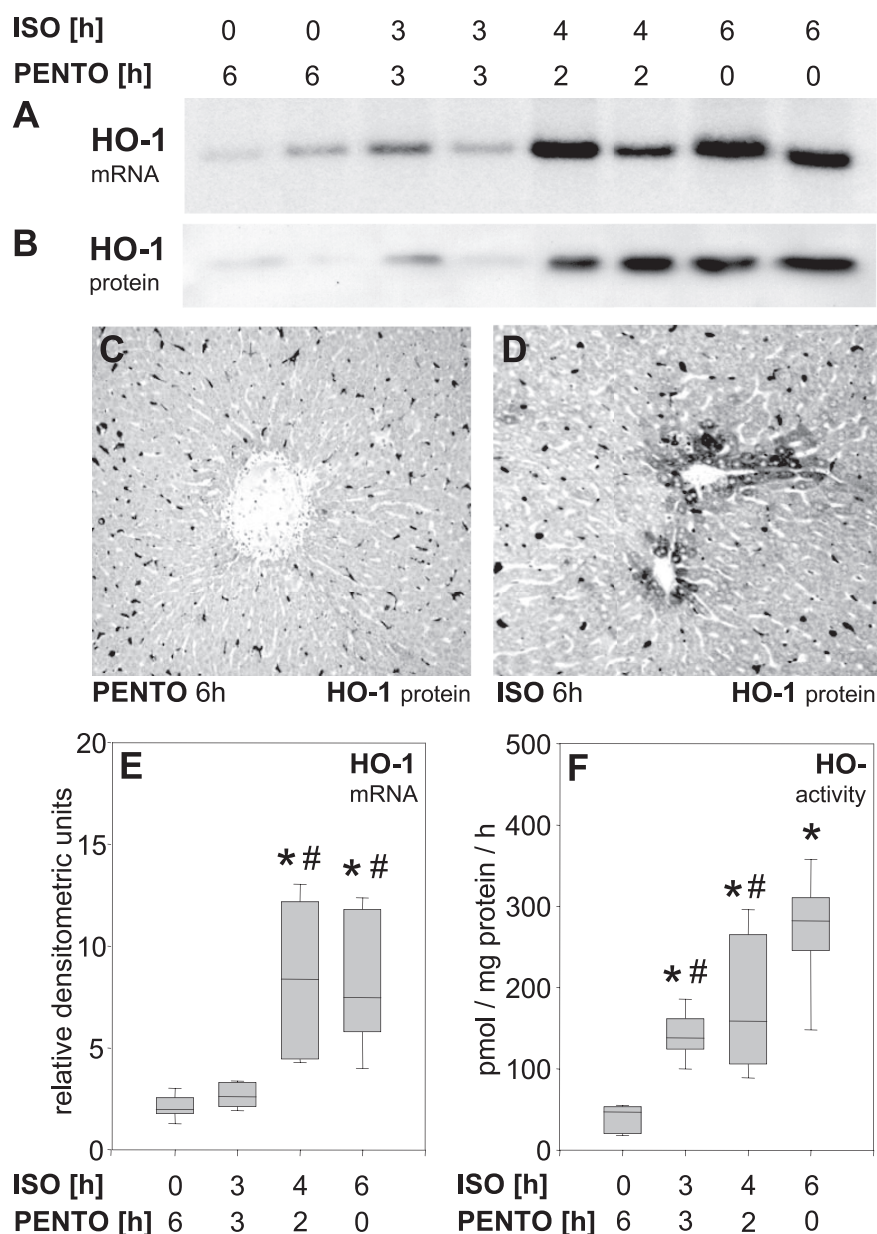 ISO [h] 0 0 3 3 4 4 6 6
PENTO [h] 6 6 3 3 2 2 0 0
A
HO-1
mRNA
B
HO-1
protein
C
D
PENTO 6h HO-1 protein
ISO 6h HO-1 protein
E
HO-1
mRNA
relative densitometric units
20
15
10
5
0
* #
* #
ISO [h] 0 3 4 6
PENTO [h] 6 3 2 0
F
HO-
activity
pmol / mg protein / h
500
400
300
200
100
0
* #
* #
*
ISO [h] 0 3 4 6
PENTO [h] 6 3 2 0